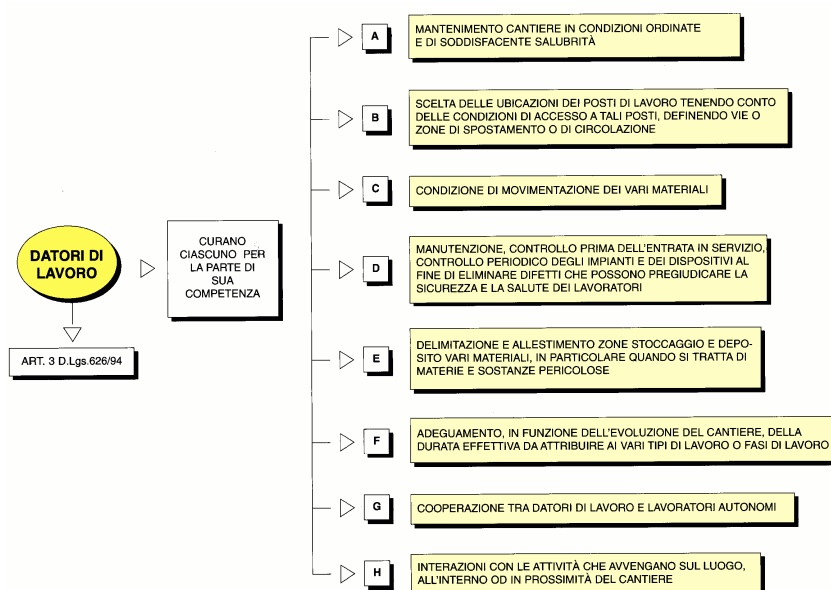 DATORI DI
LAVORO
ART. 3 D.Lgs.626/94
CURANO
CIASCUNO PER
LA PARTE DI
SUA
COMPETENZA
A
MANTENIMENTO CANTIERE IN CONDIZIONI ORDINATE
E DI SODDISFACENTE SALUBRITÀ
B
SCELTA DELLE UBICAZIONI DEI POSTI DI LAVORO TENENDO CONTO
DELLE CONDIZIONI DI ACCESSO A TALI POSTI, DEFINENDO VIE O
ZONE DI SPOSTAMENTO O DI CIRCOLAZIONE
C
CONDIZIONE DI MOVIMENTAZIONE DEI VARI MATERIALI
D
MANUTENZIONE, CONTROLLO PRIMA DELL'ENTRATA IN SERVIZIO,
CONTROLLO PERIODICO DEGLI IMPIANTI E DEI DISPOSITIVI AL
FINE DI ELIMINARE DIFETTI CHE POSSONO PREGIUDICARE LA
SICUREZZA E LA SALUTE DEI LAVORATORI
E
DELIMITAZIONE E ALLESTIMENTO ZONE STOCCAGGIO E DEPO-
SITO VARI MATERIALI, IN PARTICOLARE QUANDO SI TRATTA DI
MATERIE E SOSTANZE PERICOLOSE
F
ADEGUAMENTO, IN FUNZIONE DELL'EVOLUZIONE DEL CANTIERE, DELLA
DURATA EFFETTIVA DA ATTRIBUIRE AI VARI TIPI DI LAVORO O FASI DI LAVORO
G
COOPERAZIONE TRA DATORI DI LAVORO E LAVORATORI AUTONOMI
H
INTERAZIONI CON LE ATTIVITÀ CHE AVVENGANO SUL LUOGO,
ALL'INTERNO OD IN PROSSIMITÀ DEL CANTIERE